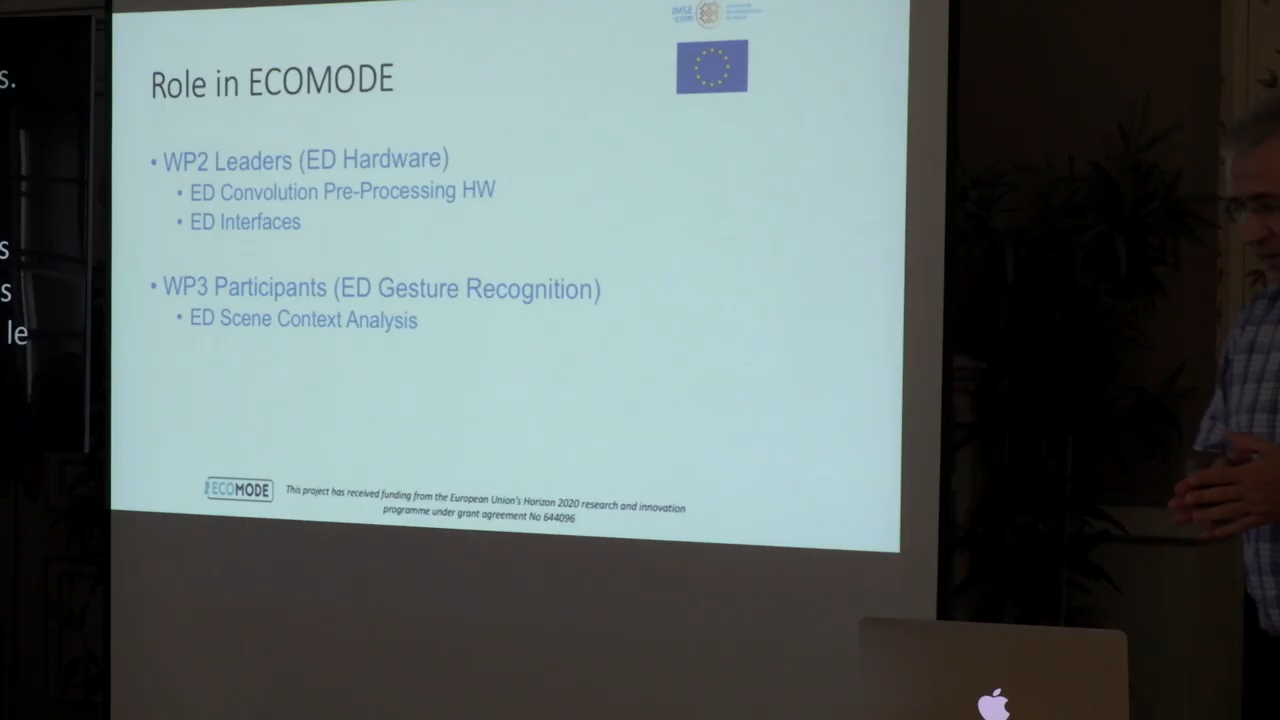 s.
s
s
le
IMSE
-cnm
Role in ECOMODE
• WP2 Leaders (ED Hardware)
• ED Convolution Pre-Processing HW
• ED Interfaces
• WP3 Participants (ED Gesture Recognition)
• ED Scene Context Analysis
ECOMODE
This project has received funding from the European Union's Horizon 2020 research and innovation
programme under grant agreement No 644096